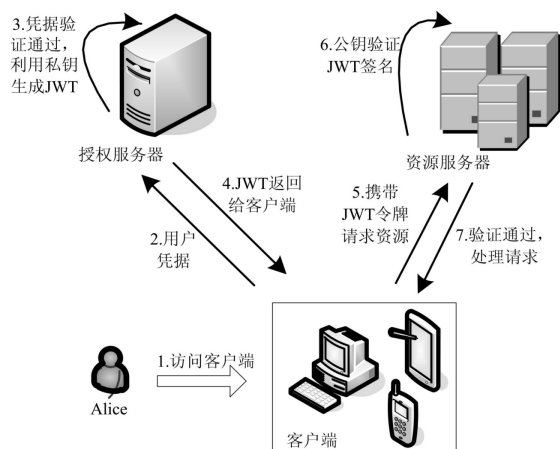 3.凭据验
证通过，
利用私钥
生成JWT
授权服务器
6.公钥验证
JWT签名
资源服务器
4.JWT返回
给客户端
2.用户
凭据
5.携带
JWT令牌
请求资源
7.验证通过，
处理请求
1.访问客户端
Alice
客户端